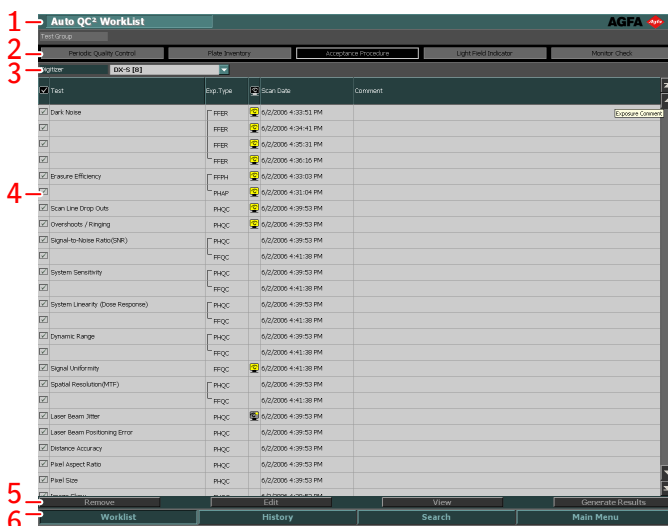 1 Auto QC² WorkList AGFA
Test Group
2 Periodic Quality Control Plate Inventory Acceptance Procedure Light Field Indicator Monitor Check
3 Digitizer DX-S [B]
Test Exp.Type Scan Date Comment
Dark Noise FFER 6/2/2006 4:33:51 PM Exposure Comment
FFER 6/2/2006 4:34:41 PM
FFER 6/2/2006 4:35:31 PM
FFER 6/2/2006 4:36:16 PM
Erasure Efficiency FFPH 6/2/2006 4:33:03 PM
4 PHAP 6/2/2006 4:31:04 PM
Scan Line Drop Outs PHQC 6/2/2006 4:39:53 PM
Overshoots / Ringing PHQC 6/2/2006 4:39:53 PM
Signal-to-Noise Ratio(SNR) PHQC 6/2/2006 4:39:53 PM
FFQC 6/2/2006 4:41:38 PM
System Sensitivity PHQC 6/2/2006 4:39:53 PM
FFQC 6/2/2006 4:41:38 PM
System Linearity (Dose Response) PHQC 6/2/2006 4:39:53 PM
FFQC 6/2/2006 4:41:38 PM
Dynamic Range PHQC 6/2/2006 4:39:53 PM
FFQC 6/2/2006 4:41:38 PM
Signal Uniformity FFQC 6/2/2006 4:41:38 PM
Spatial Resolution(MTF) PHQC 6/2/2006 4:39:53 PM
FFQC 6/2/2006 4:41:38 PM
Laser Beam Jitter PHQC 6/2/2006 4:39:53 PM
Laser Beam Positioning Error PHQC 6/2/2006 4:39:53 PM
Distance Accuracy PHQC 6/2/2006 4:39:53 PM
Pixel Aspect Ratio PHQC 6/2/2006 4:39:53 PM
Pixel Size PHQC 6/2/2006 4:39:53 PM
5 Remove Edit View Generate Results
6 Worklist History Search Main Menu